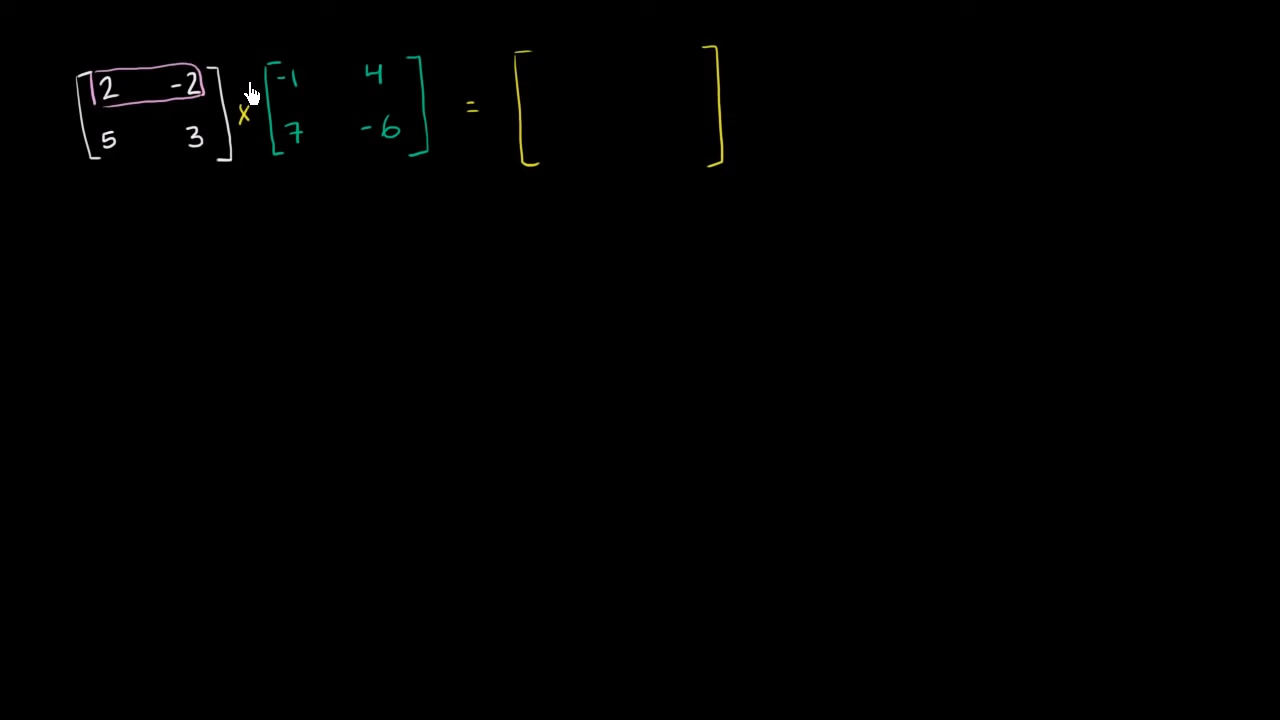 [2 -2] × [-1 4] = [ ]
[5 3] [7 -6]